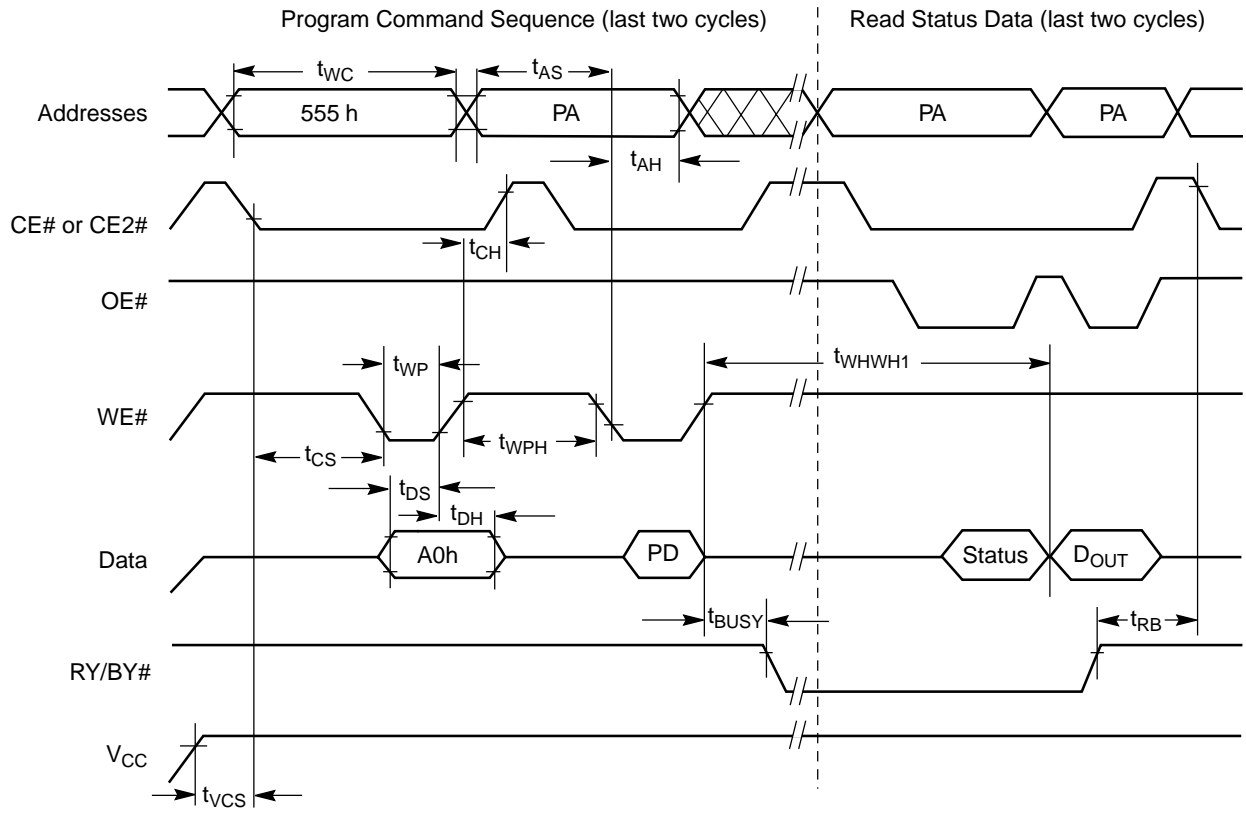 Program Command Sequence (last two cycles)
Read Status Data (last two cycles)
tWC
tAS
Addresses
555 h
PA
PA
PA
tAH
CE# or CE2#
tCH
OE#
tWP
tWHWH1
WE#
tCS
tWPH
tDS
tDH
Data
A0h
PD
Status
DOUT
tBUSY
tRB
RY/BY#
VCC
tVCS